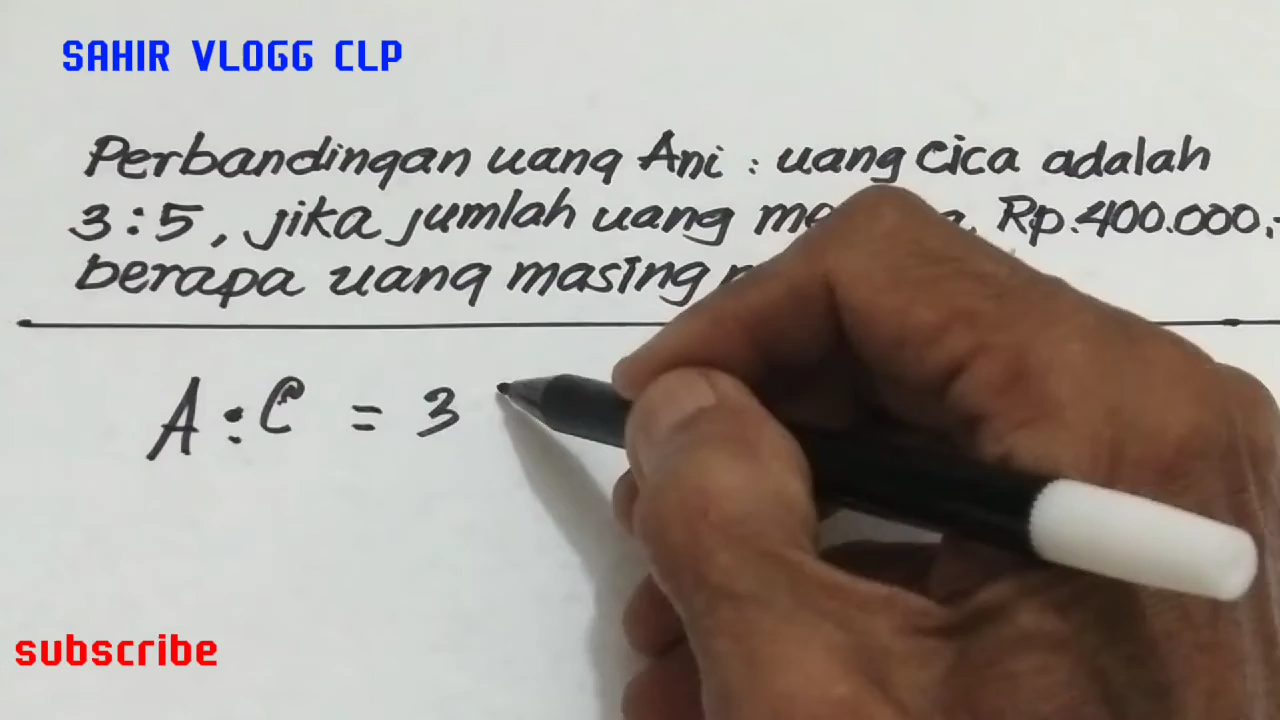 SAHIR VLOGG CLP
Perbandingan uang Ani : uang Cica adalah
3:5, jika jumlah uang Rp.400.000,-
berapa uang masing
A:C = 3
subscribe